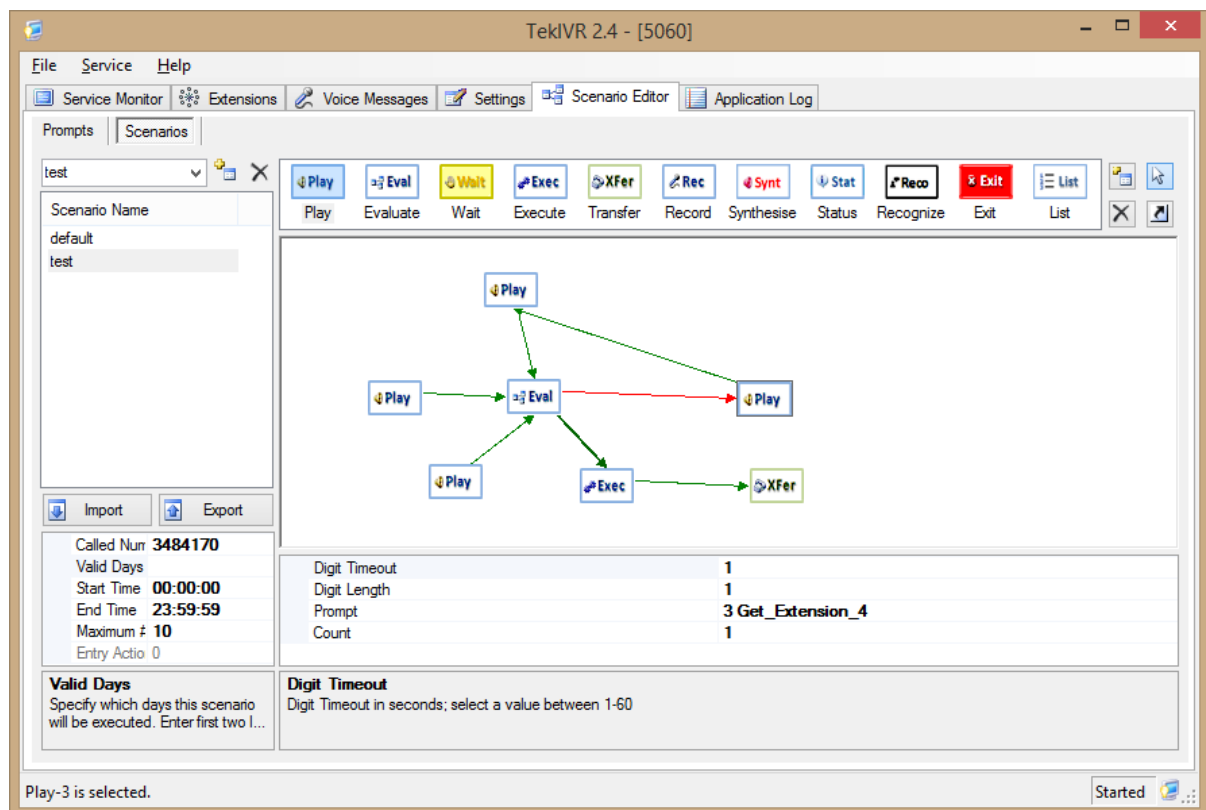 TekIVR 2.4 - [5060]
File Service Help
Service Monitor Extensions Voice Messages Settings Scenario Editor Application Log
Prompts Scenarios
test
Play Eval Wait Exec XFer Rec Synt Stat Reco Exit List
Play Evaluate Wait Execute Transfer Record Synthesise Status Recognize Exit List
Scenario Name
default
test
Play
Play
Eval
Play
Play
Exec
XFer
Import Export
Called Num 3484170
Valid Days
Start Time 00:00:00
End Time 23:59:59
Maximum # 10
Entry Actio 0
Valid Days
Specify which days this scenario
will be executed. Enter first two l...
Digit Timeout 1
Digit Length 1
Prompt 3 Get_Extension_4
Count 1
Digit Timeout
Digit Timeout in seconds; select a value between 1-60
Play-3 is selected.
Started